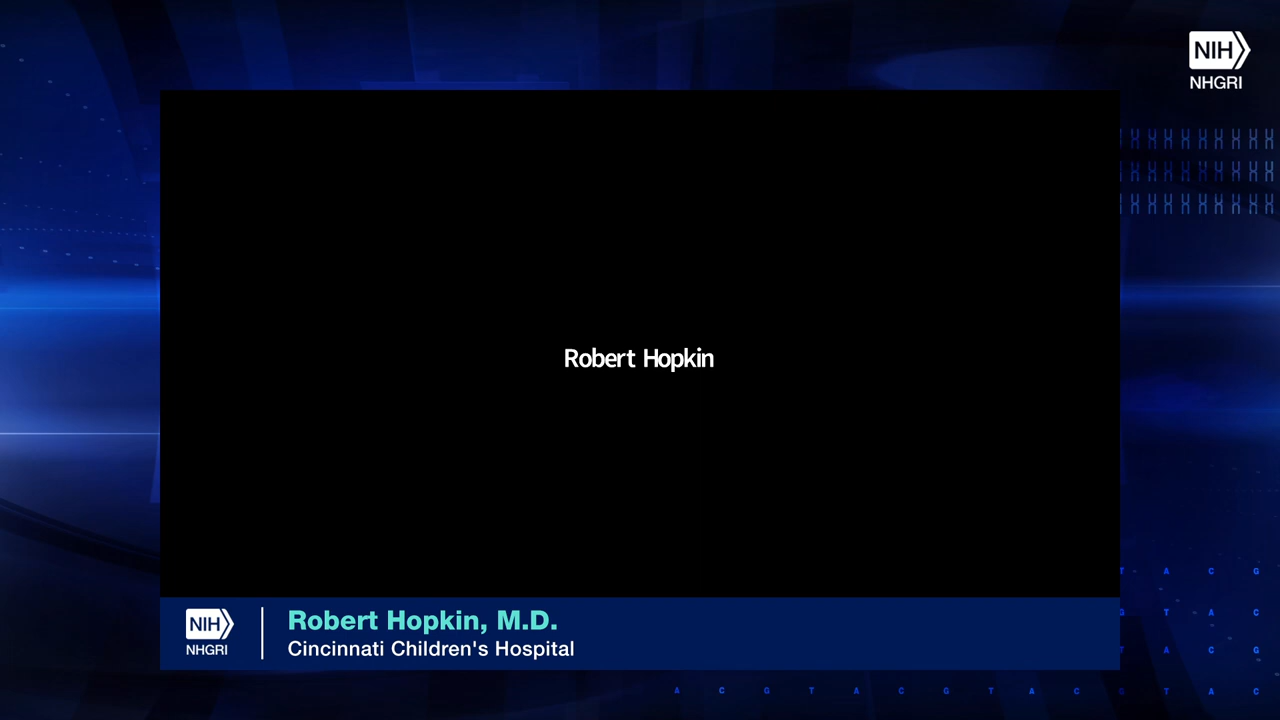 NIH
NHGRI
Robert Hopkin
NIH
NHGRI
Robert Hopkin, M.D.
Cincinnati Children's Hospital
T A C G
G T A C
T A C G
A C G T A C G T A C G T A C